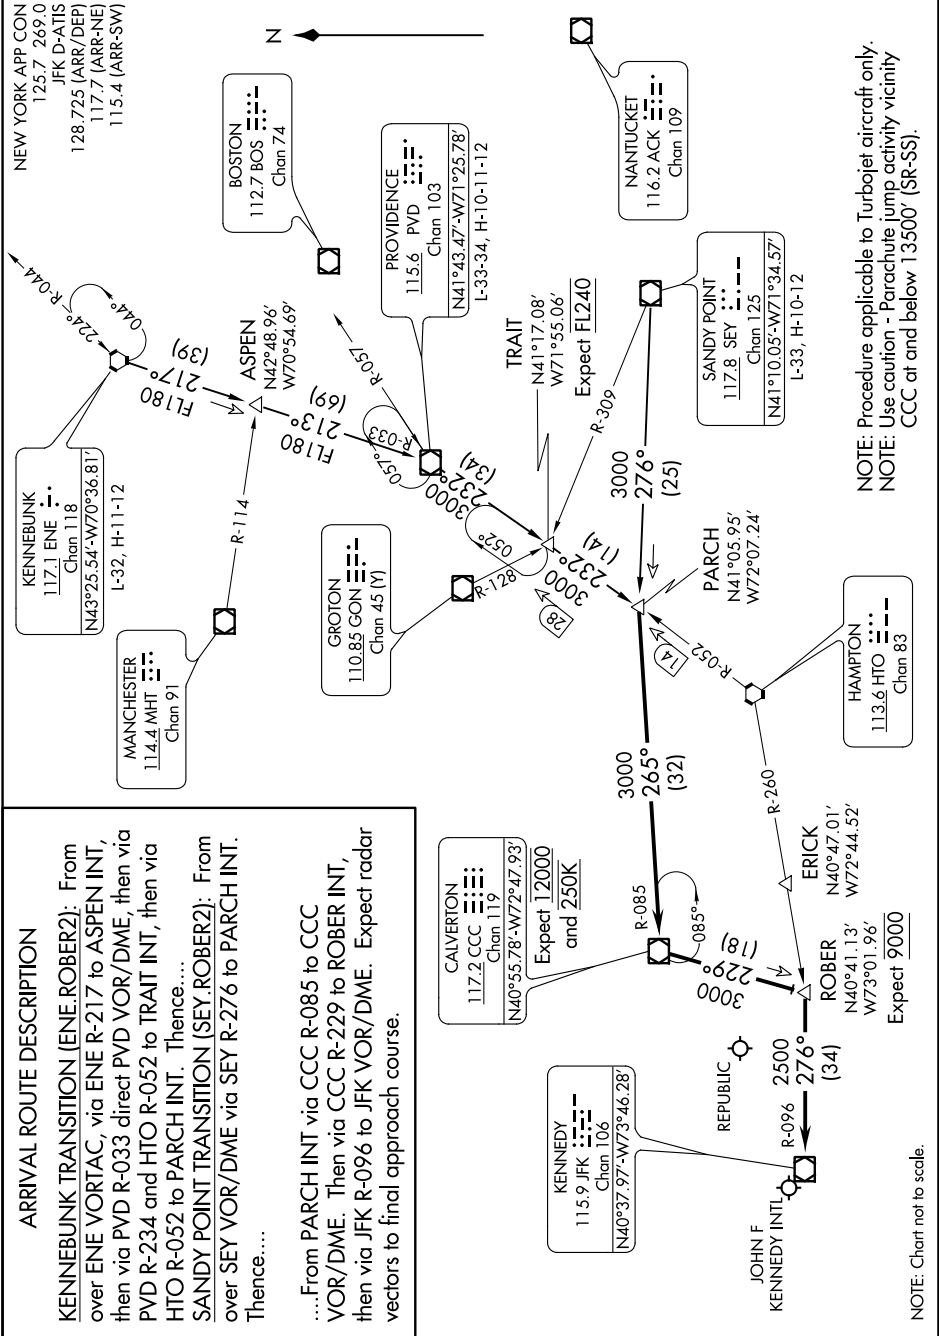 ARRIVAL ROUTE DESCRIPTION
KENNEBUNK TRANSITION (ENE.ROBER2): From
over ENE VORTAC, via ENE R-217 to ASPEN INT,
then via PVD R-033 direct PVD VOR/DME, then via
PVD R-234 and HTO R-052 to TRAIT INT, then via
HTO R-052 to PARCH INT. Thence....
SANDY POINT TRANSITION (SEY.ROBER2): From
over SEY VOR/DME via SEY R-276 to PARCH INT.
Thence....
....From PARCH INT via CCC R-085 to CCC
VOR/DME. Then via CCC R-229 to ROBER INT,
then via JFK R-096 to JFK VOR/DME. Expect radar
vectors to final approach course.
NEW YORK APP CON
125.7 269.0
JFK D-ATIS
128.725 (ARR/DEP)
117.7 (ARR-NE)
115.4 (ARR-SW)
N
KENNEBUNK
117.1 ENE
Chan 118
N43°25.54'-W70°36.81'
L-32, H-11-12
R-044
224°
044°
FL180
217°
(39)
MANCHESTER
114.4 MHT
Chan 91
R-114
ASPEN
N42°48.96'
W70°54.69'
FL180
213°
(69)
BOSTON
112.7 BOS
Chan 74
R-057
057°
R-033
PROVIDENCE
115.6 PVD
Chan 103
N41°43.47'-W71°25.78'
L-33-34, H-10-11-12
3000
232°
(34)
GROTON
110.85 GON
Chan 45 (Y)
R-128
052°
TRAIT
N41°17.08'
W71°55.06'
Expect FL240
R-309
3000
232°
(14)
28
NANTUCKET
116.2 ACK
Chan 109
SANDY POINT
117.8 SEY
Chan 125
N41°10.05'-W71°34.57'
L-33, H-10-12
3000
276°
(25)
PARCH
N41°05.95'
W72°07.24'
14
R-052
HAMPTON
113.6 HTO
Chan 83
R-260
3000
265°
(32)
CALVERTON
117.2 CCC
Chan 119
N40°55.78'-W72°47.93'
Expect 12000
and 250K
R-085
085°
3000
229°
(18)
ERICK
N40°47.01'
W72°44.52'
ROBER
N40°41.13'
W73°01.96'
Expect 9000
REPUBLIC
2500
276°
(34)
R-096
KENNEDY
115.9 JFK
Chan 106
N40°37.97'-W73°46.28'
JOHN F
KENNEDY INTL
NOTE: Procedure applicable to Turbojet aircraft only.
NOTE: Use caution - Parachute jump activity vicinity
CCC at and below 13500' (SR-SS).
NOTE: Chart not to scale.